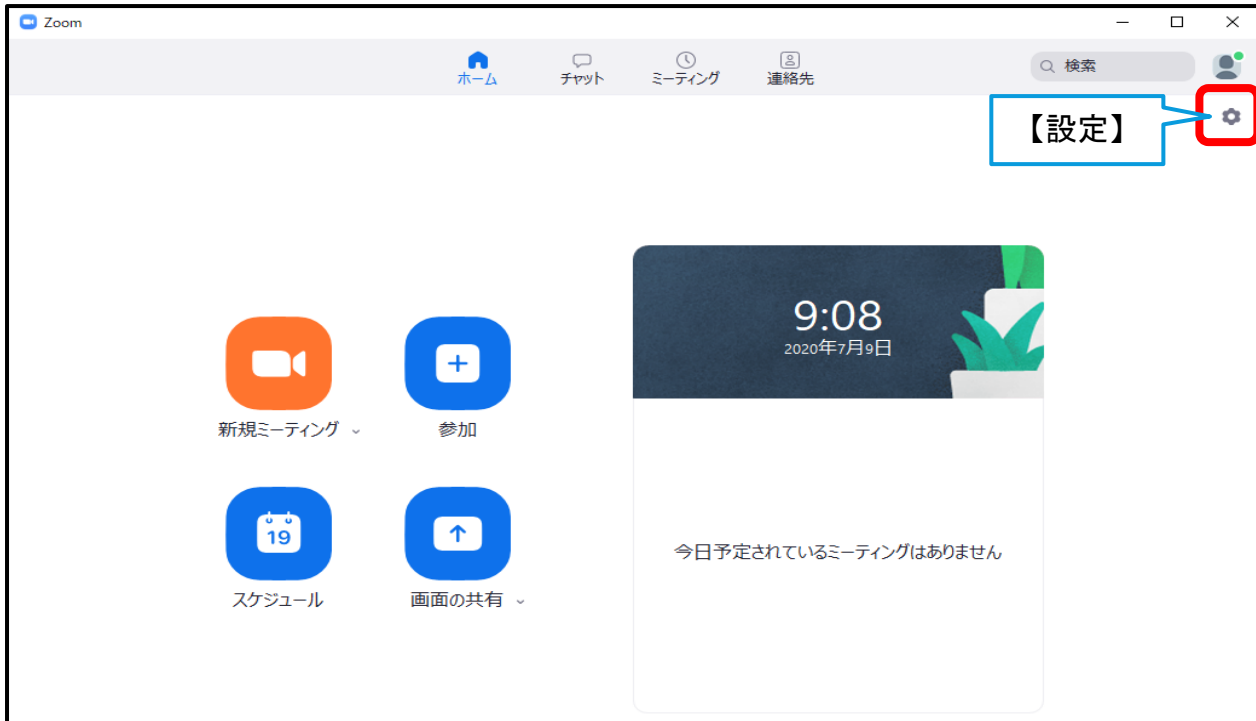 Zoom
ホーム
チャット
ミーティング
連絡先
検索
【設定】
9:08
2020年7月9日
新規ミーティング
参加
19
スケジュール
画面の共有
今日予定されているミーティングはありません